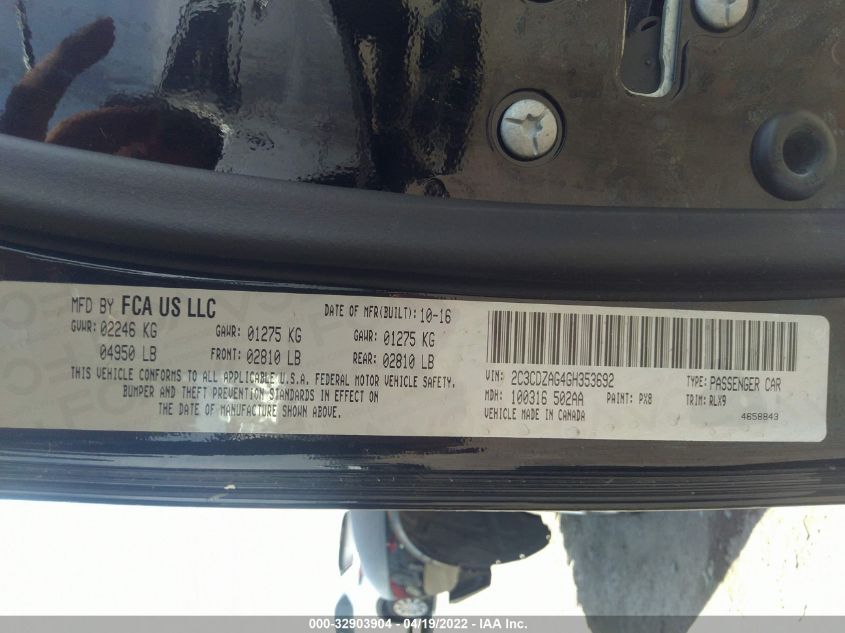 MFD BY FCA US LLC
DATE OF MFR(BUILT): 10-16
GVWR: 02246 KG
04950 LB
GAWR: 01275 KG
FRONT: 02810 LB
GAWR: 01275 KG
REAR: 02810 LB
THIS VEHICLE CONFORMS TO ALL APPLICABLE U.S.A. FEDERAL MOTOR VEHICLE SAFETY,
BUMPER AND THEFT PREVENTION STANDARDS IN EFFECT ON
THE DATE OF MANUFACTURE SHOWN ABOVE.
VIN: 2C3CDZAG4GH353692 TYPE: PASSENGER CAR
MDH: 100316 502AA PAINT: PX8 TRIM: RLX9
VEHICLE MADE IN CANADA 4658843
000-32903904 - 04/19/2022 - IAA Inc.